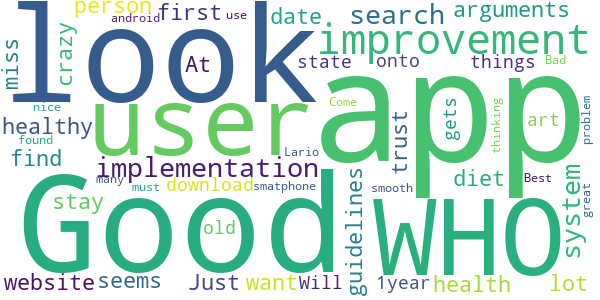 person
android
first
use
date
search
arguments
look
improvement
miss
crazy
At
state
onto
things
nice
healthy
found
user
app
Come
Bad
gets
art
thinking
problem
trust
find
implementation
Lario
many
download
smatphone
must
smooth
diet
Best
system
great
stay
Good
old
WHO
guidelines
website
seems
Just
want
Will
1year
health
lot